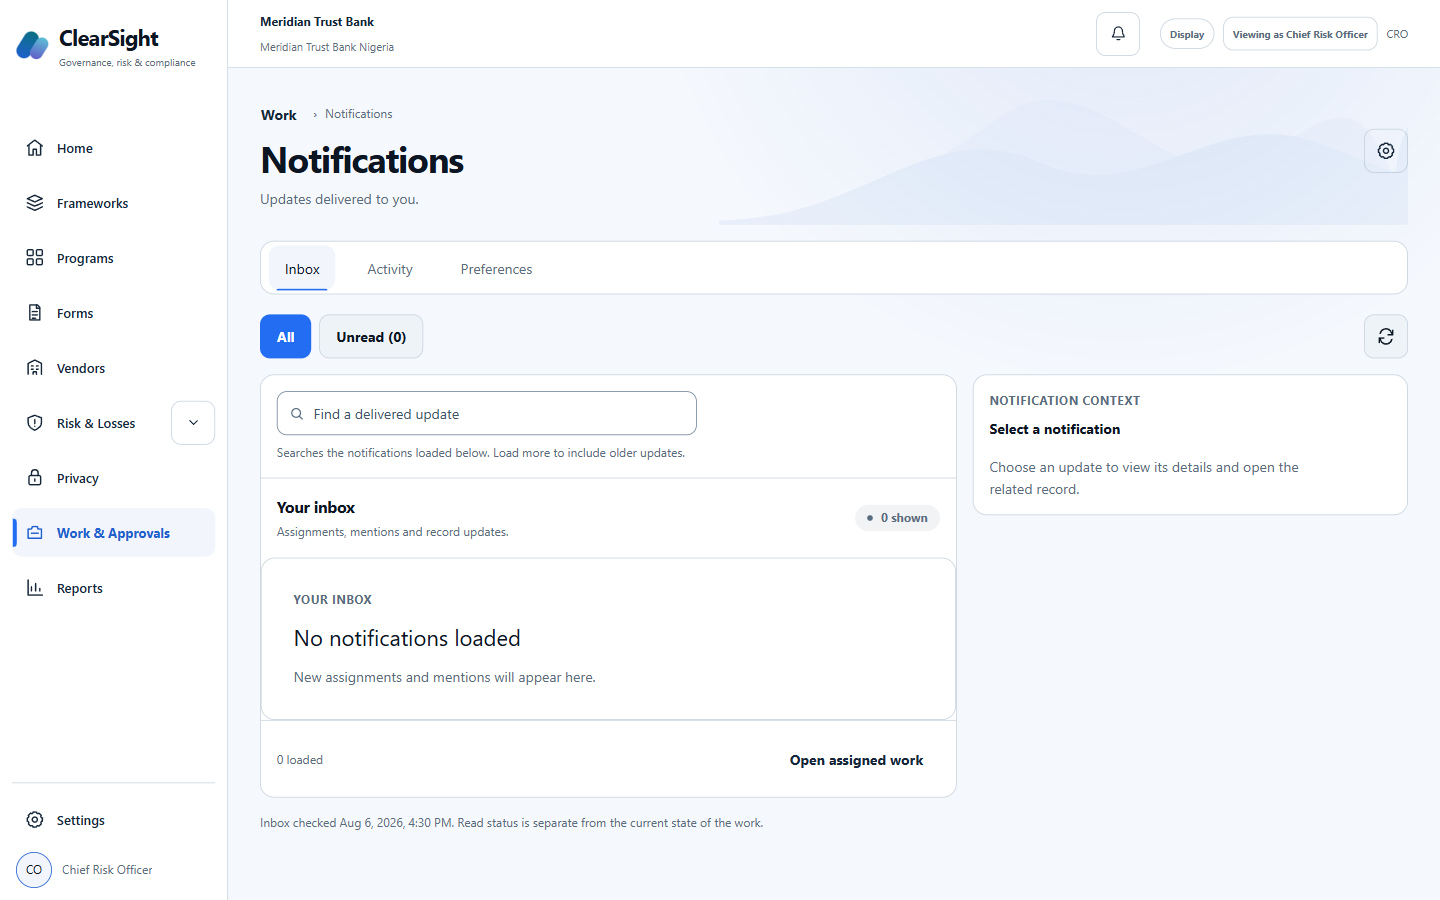 ClearSight
Governance, risk & compliance
Home
Frameworks
Programs
Forms
Vendors
Risk & Losses
Privacy
Work & Approvals
Reports
Settings
CO
Chief Risk Officer
Meridian Trust Bank
Meridian Trust Bank Nigeria
Display
Viewing as Chief Risk Officer
CRO
Work › Notifications
Notifications
Updates delivered to you.
Inbox
Activity
Preferences
All
Unread (0)
Find a delivered update
Searches the notifications loaded below. Load more to include older updates.
Your inbox
Assignments, mentions and record updates.
0 shown
YOUR INBOX
No notifications loaded
New assignments and mentions will appear here.
0 loaded
Open assigned work
Inbox checked Aug 6, 2026, 4:30 PM. Read status is separate from the current state of the work.
NOTIFICATION CONTEXT
Select a notification
Choose an update to view its details and open the
related record.